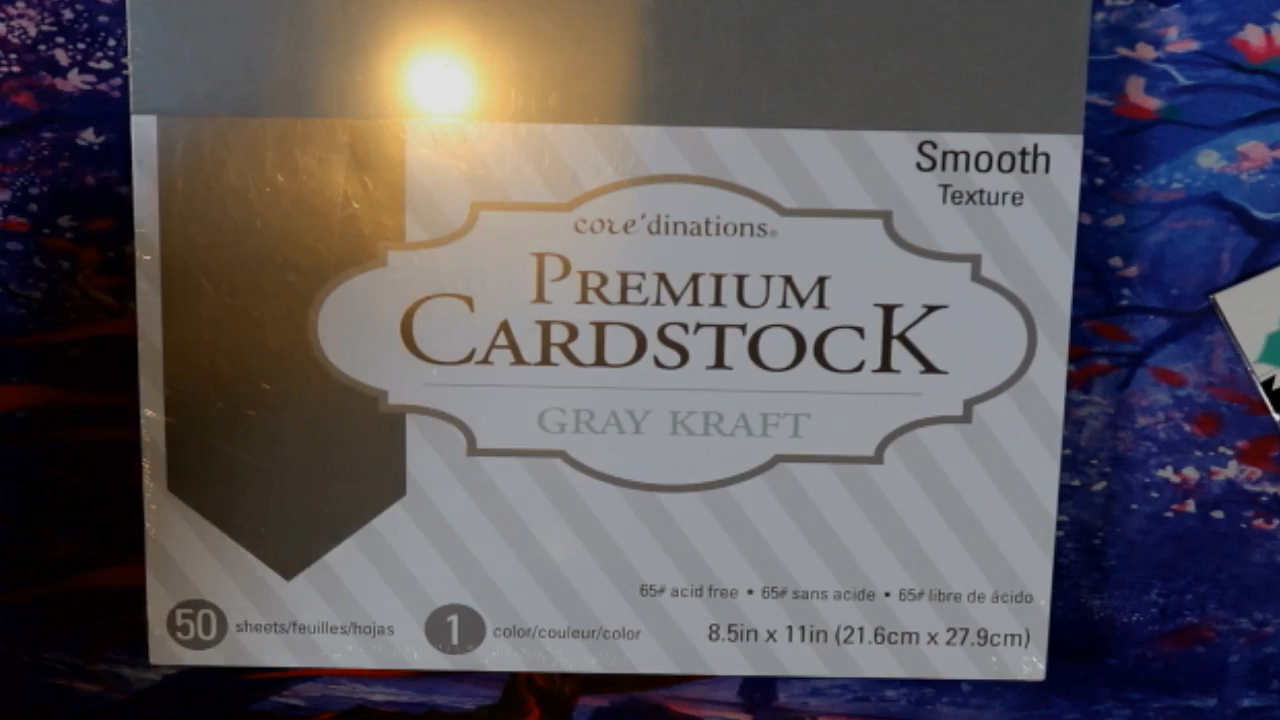 Smooth
Texture
core'dinations®
PREMIUM
CARDSTOCK
GRAY KRAFT
65# acid free • 65# sans acide • 65# libre de ácido
50 sheets/feuilles/hojas
1 color/couleur/color
8.5in x 11in (21.6cm x 27.9cm)